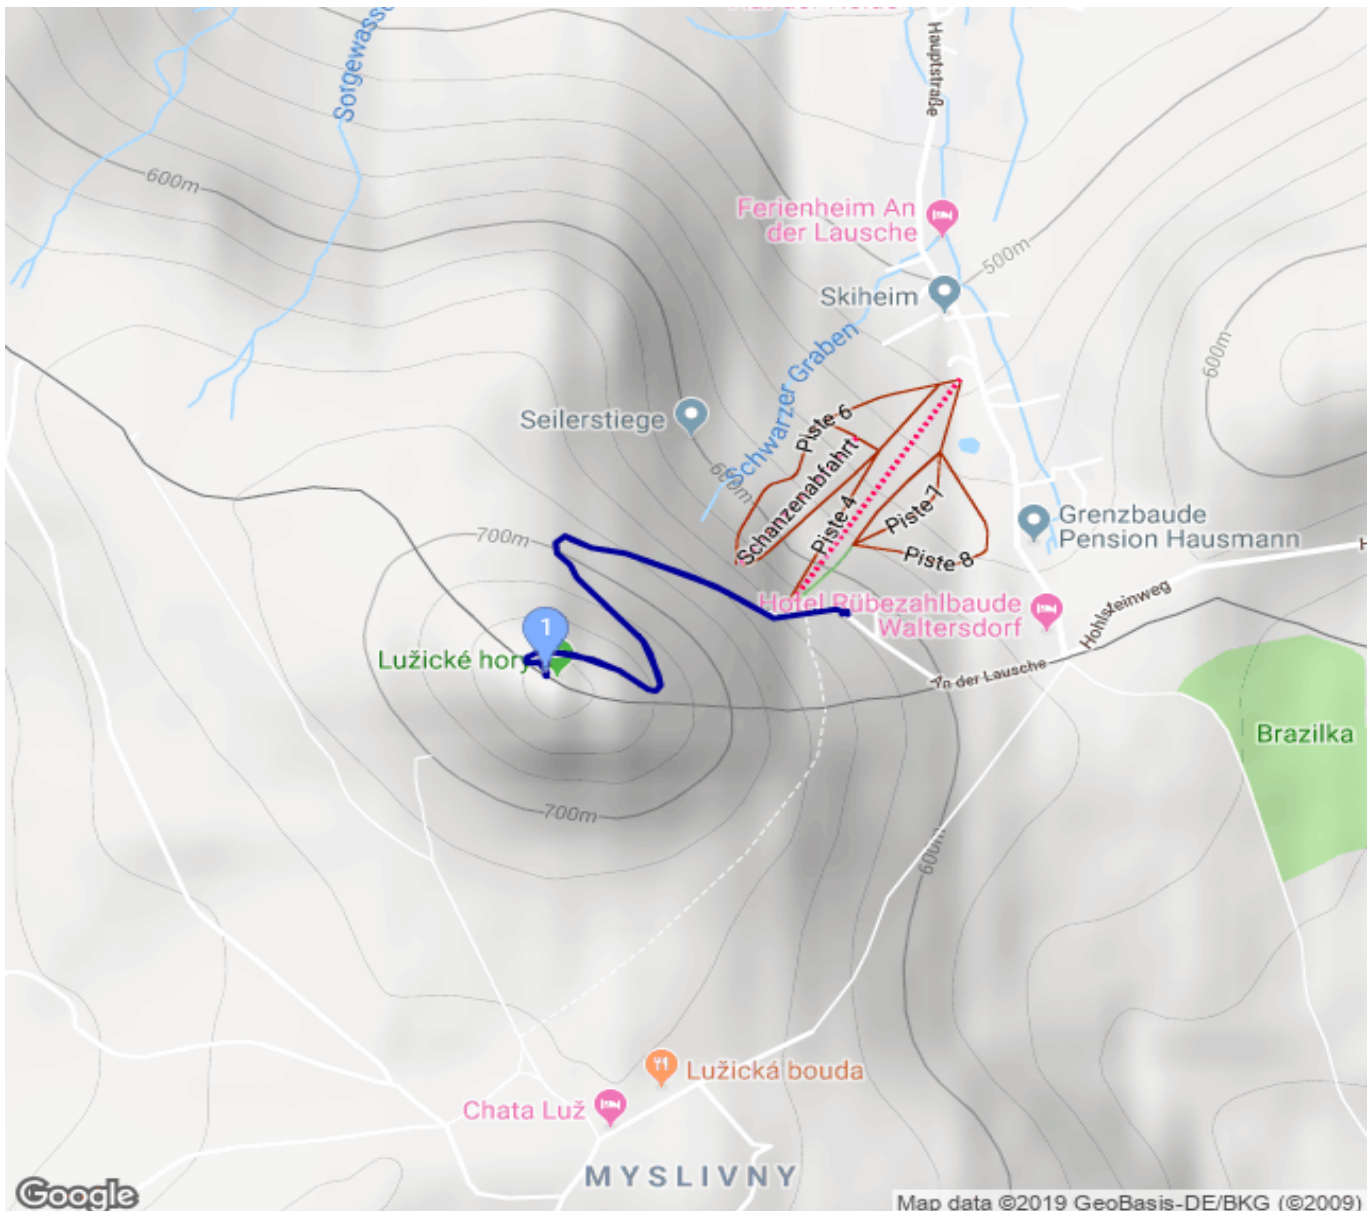 Hauptstraße
Sorgewasser
600m
Ferienheim An
der Lausche
500m
Skiheim
600m
Schwarzer Graben
Seilerstiege
Piste 6
Schanzenabfahrt
600m
Piste 4
Piste 7
Piste 8
Grenzbaude
Pension Hausmann
700m
Hotel Rübezahlbaude
Waltersdorf
Hohlsteinweg
H
1
Lužické hory
An der Lausche
Brazilka
700m
600m
Lužická bouda
Chata Luž
MYSLIVNY
Google
Map data ©2019 GeoBasis-DE/BKG (©2009)